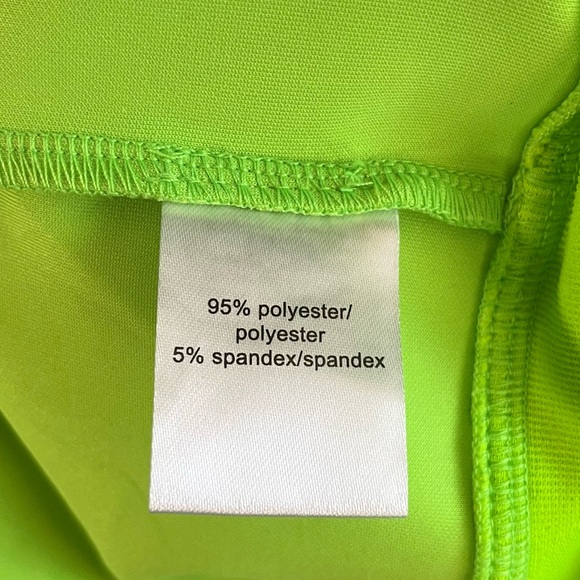 95% polyester/
polyester
5% spandex/spandex